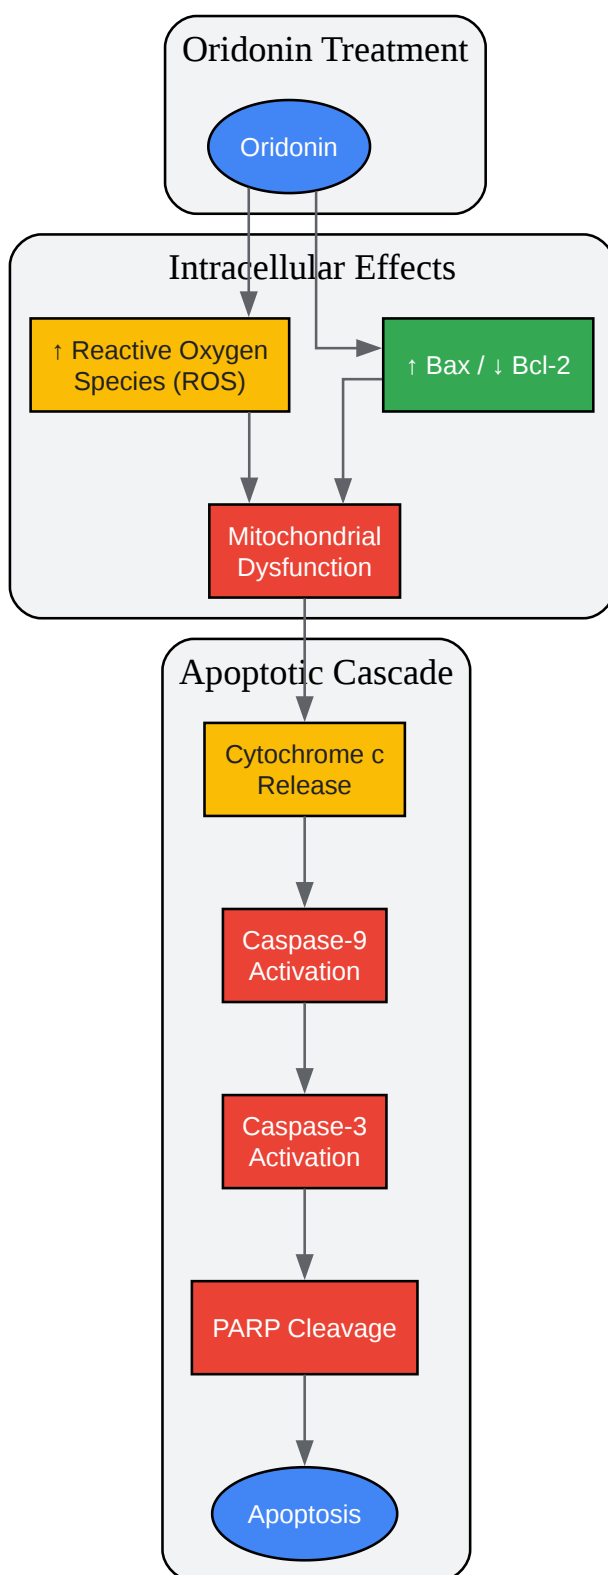 Oridonin Treatment
Oridonin
Intracellular Effects
↑ Reactive Oxygen
Species (ROS)
↑ Bax / ↓ Bcl-2
Mitochondrial
Dysfunction
Apoptotic Cascade
Cytochrome c
Release
Caspase-9
Activation
Caspase-3
Activation
PARP Cleavage
Apoptosis